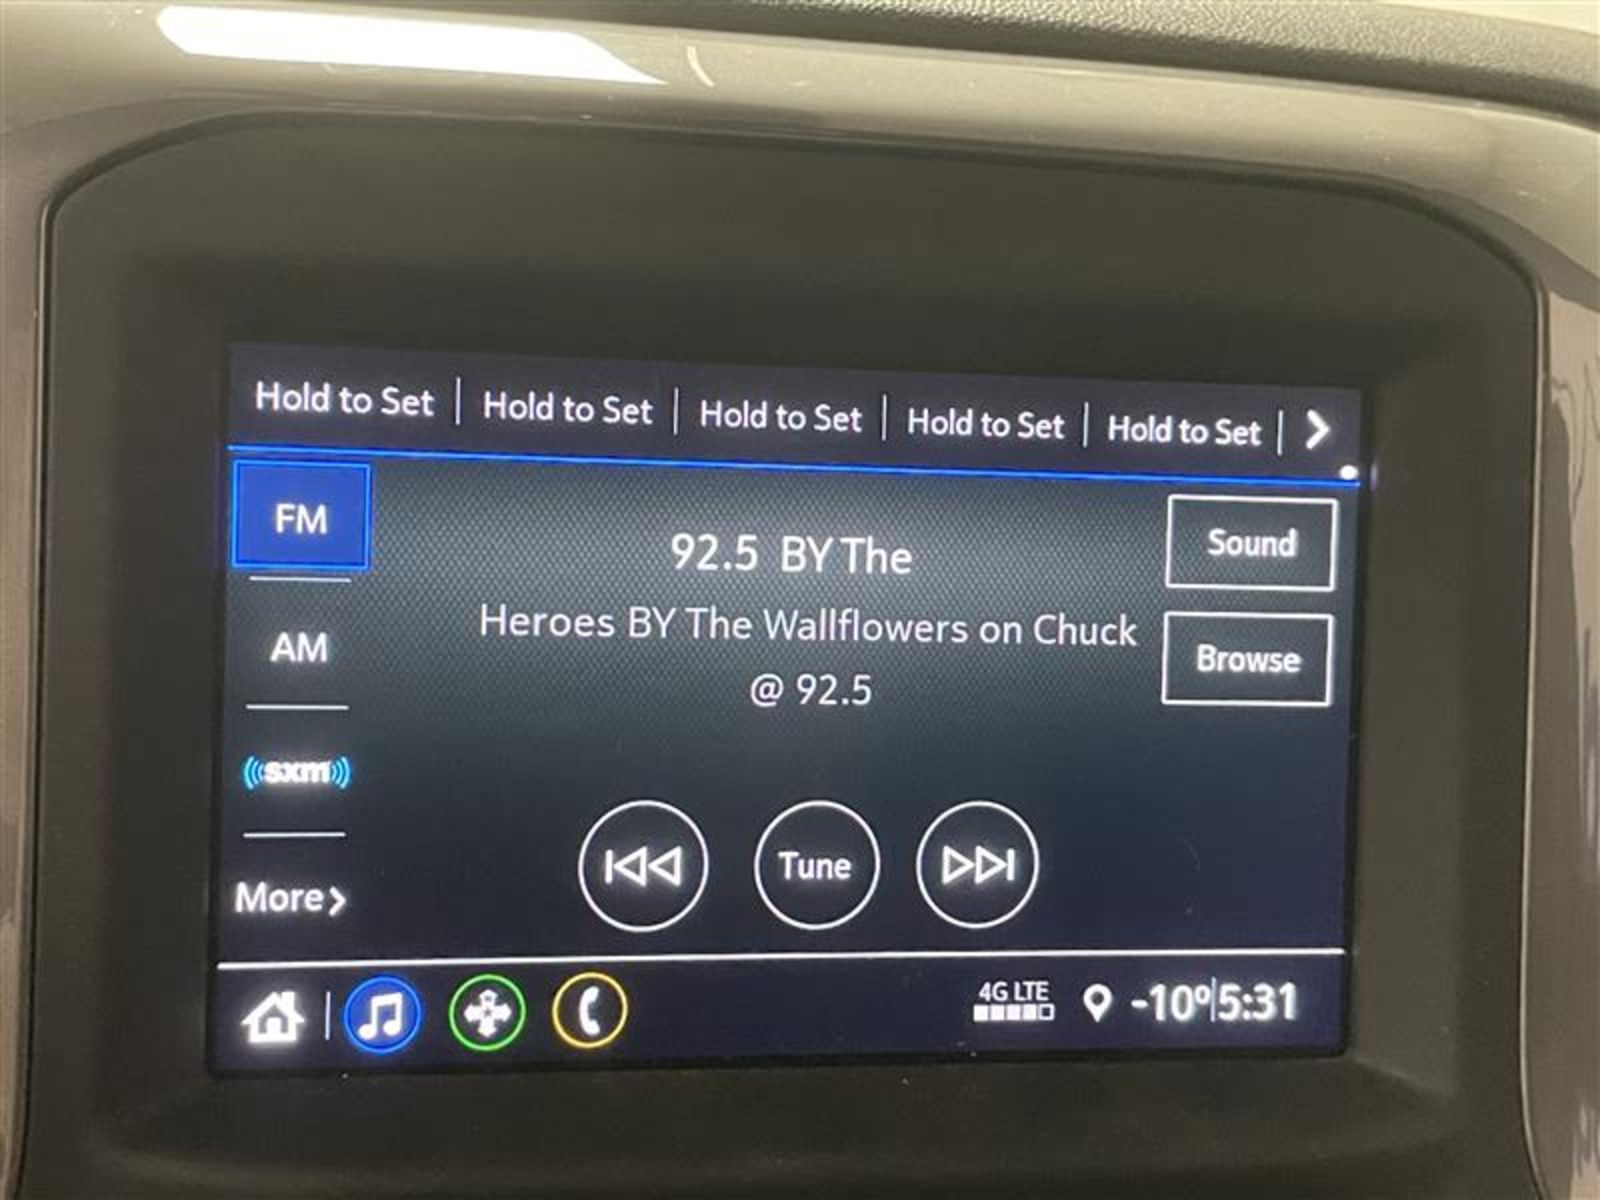 Hold to Set Hold to Set Hold to Set Hold to Set Hold to Set
FM
92.5 BY The
Sound
Heroes BY The Wallflowers on Chuck
@ 92.5
Browse
AM
sxm
Tune
More
4G LTE
-10° 5:31